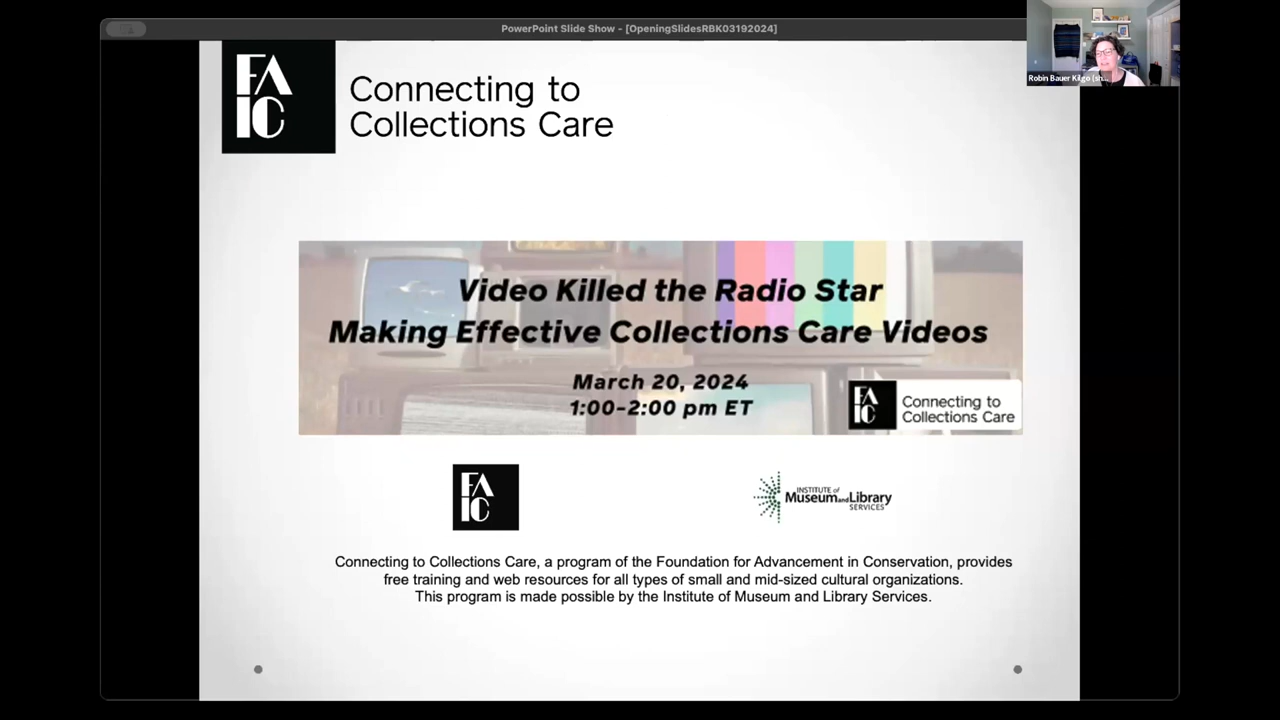 PowerPoint Slide Show - [OpeningSlidesRBK03192024]
Robin Bauer Kilgo (sh...
FA
IC
Connecting to
Collections Care
Video Killed the Radio Star
Making Effective Collections Care Videos
March 20, 2024
1:00-2:00 pm ET
FA
IC
Connecting to
Collections Care
FA
IC
INSTITUTE of
Museum and Library
SERVICES
Connecting to Collections Care, a program of the Foundation for Advancement in Conservation, provides
free training and web resources for all types of small and mid-sized cultural organizations.
This program is made possible by the Institute of Museum and Library Services.